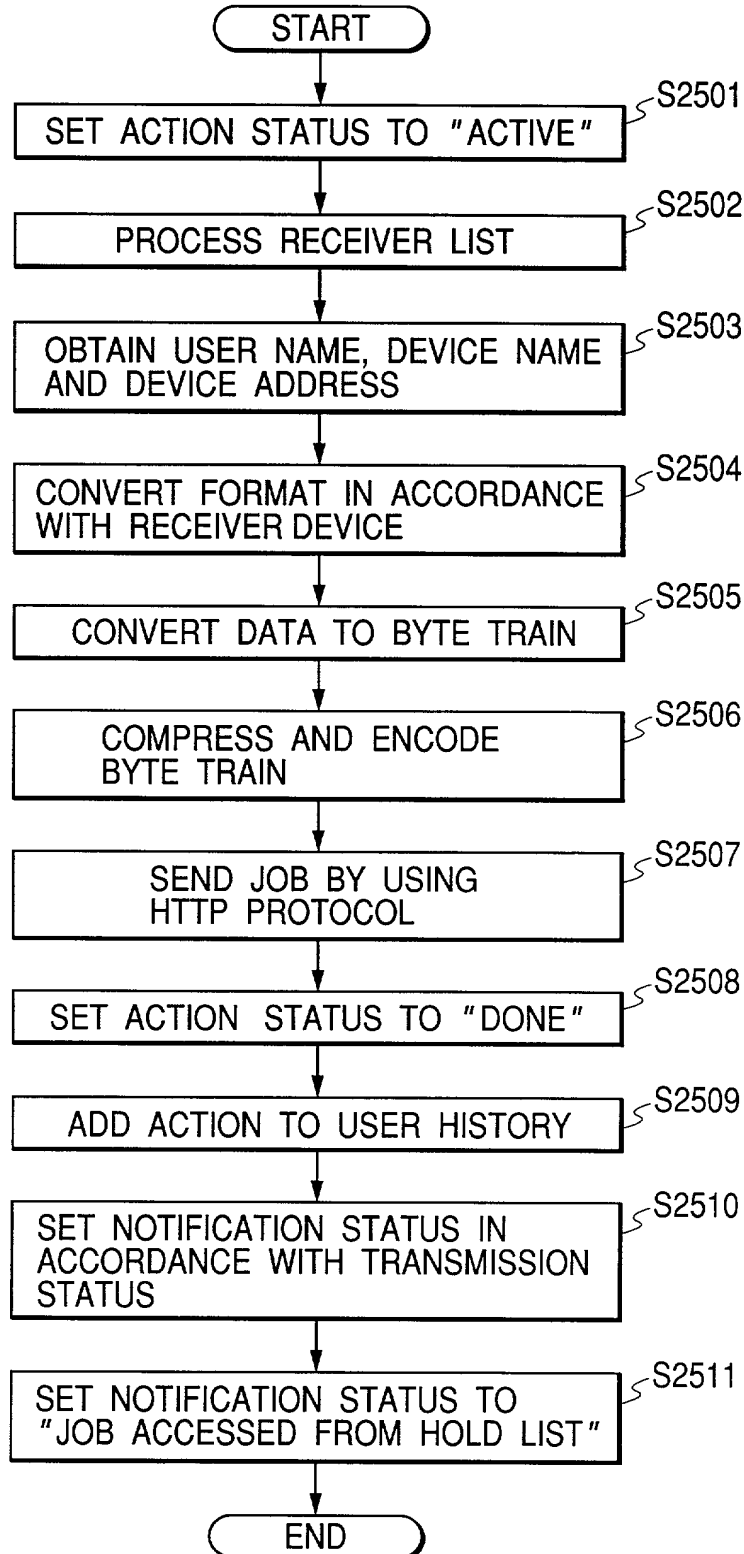 START
S2501
SET ACTION STATUS TO "ACTIVE"
S2502
PROCESS RECEIVER LIST
S2503
OBTAIN USER NAME, DEVICE NAME
AND DEVICE ADDRESS
S2504
CONVERT FORMAT IN ACCORDANCE
WITH RECEIVER DEVICE
S2505
CONVERT DATA TO BYTE TRAIN
S2506
COMPRESS AND ENCODE
BYTE TRAIN
S2507
SEND JOB BY USING
HTTP PROTOCOL
S2508
SET ACTION STATUS TO "DONE"
S2509
ADD ACTION TO USER HISTORY
S2510
SET NOTIFICATION STATUS IN
ACCORDANCE WITH TRANSMISSION
STATUS
S2511
SET NOTIFICATION STATUS TO
"JOB ACCESSED FROM HOLD LIST"
END